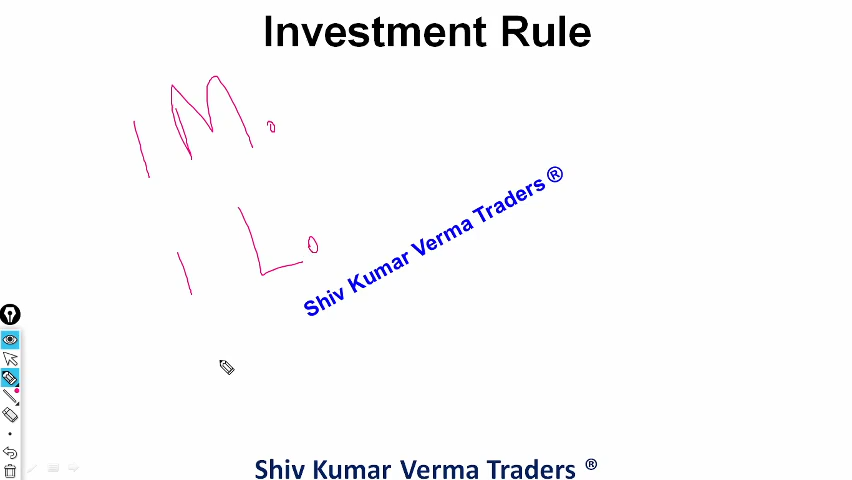 Investment Rule
1 M.
1 L.
Shiv Kumar Verma Traders ®
Shiv Kumar Verma Traders ®